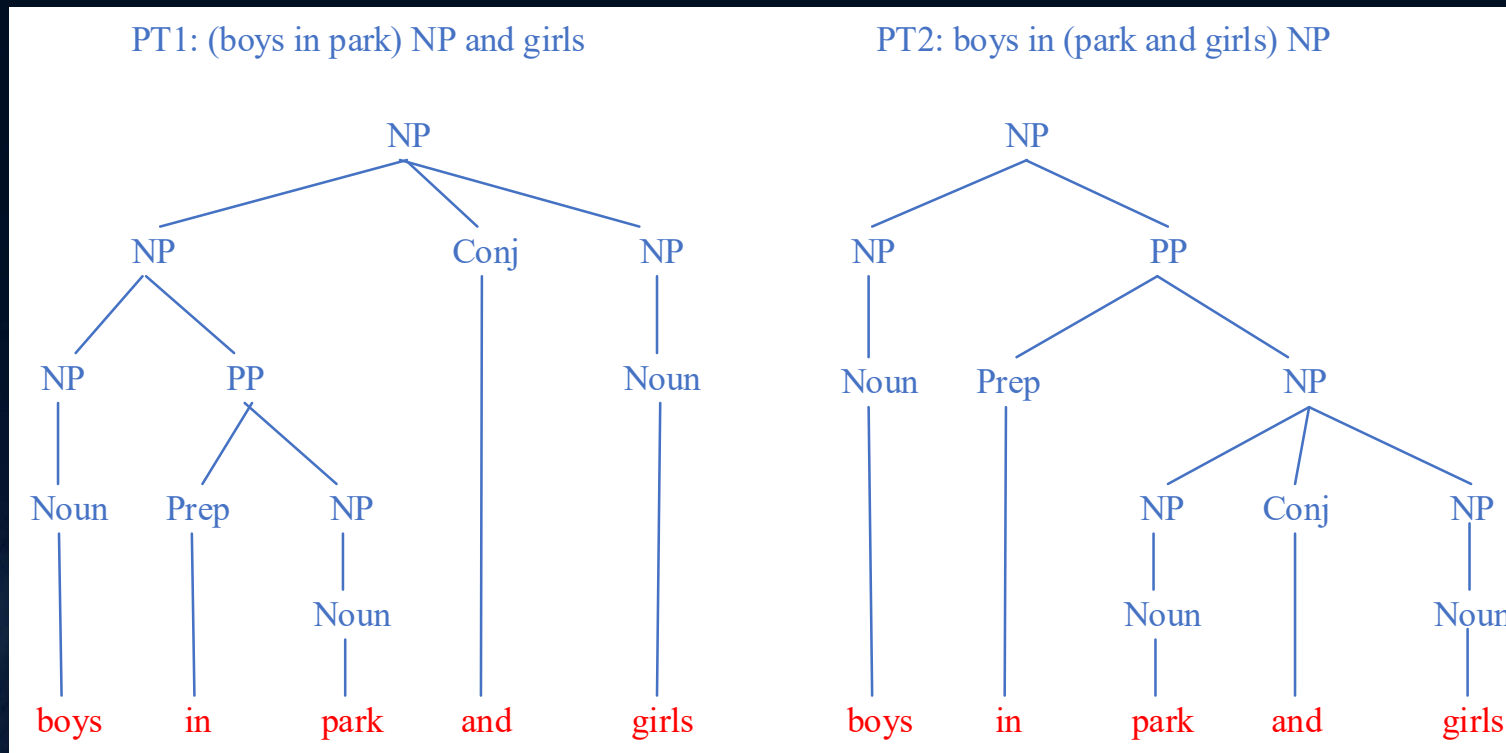 PT1: (boys in park) NP and girls
PT2: boys in (park and girls) NP
NP
NP Conj NP
NP PP Noun
Noun Prep NP
Noun
boys in park and girls
NP
NP PP
Noun Prep NP
NP Conj NP
Noun Noun
boys in park and girls